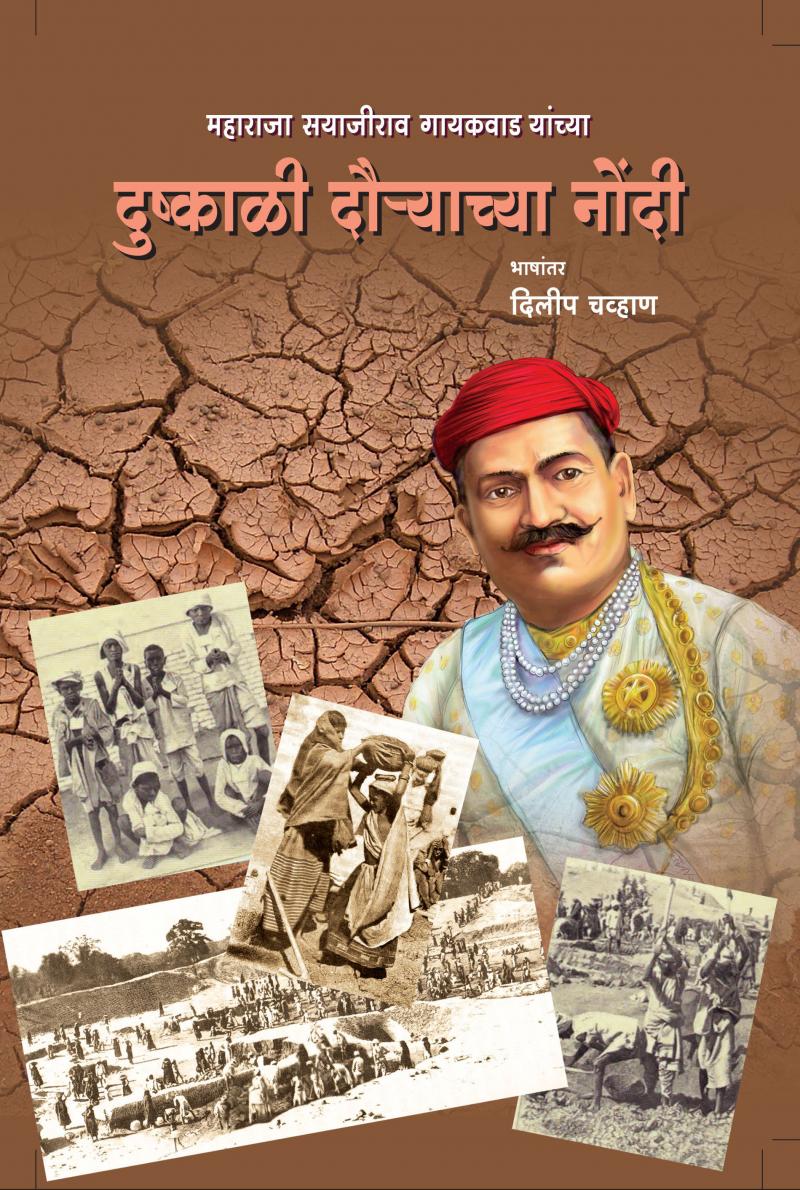 महाराजा सयाजीराव गायकवाड यांच्या
दुष्काळी दौऱ्याच्या नोंदी
भाषांतर
दिलीप चव्हाण